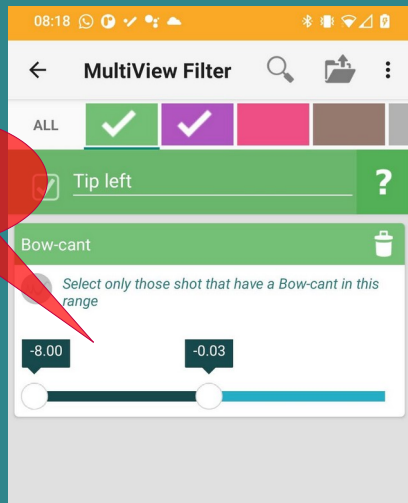 08:18
MultiView Filter
ALL
Tip left
?
Bow-cant
Select only those shot that have a Bow-cant in this
range
-8.00
-0.03